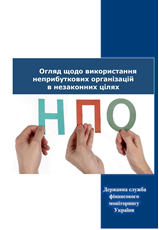 Огляд щодо використання
неприбуткових організацій
в незаконних цілях
НПО
Державна служба
фінансового
моніторингу
України